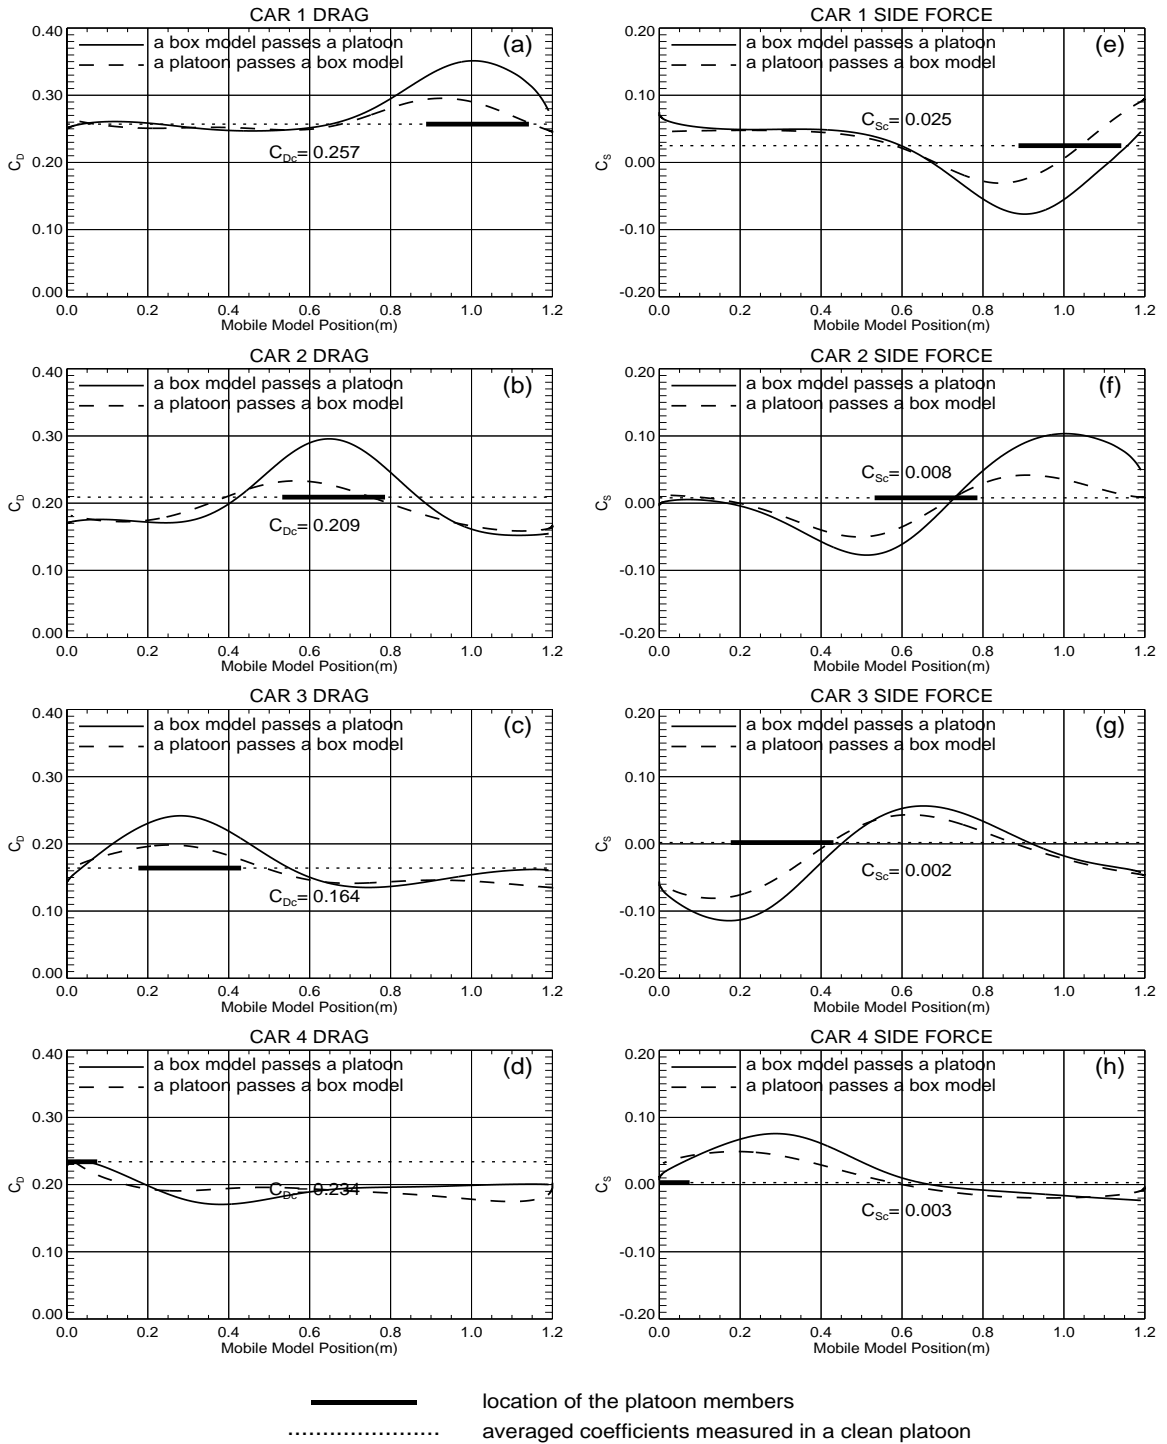 CAR 1 DRAG
0.40
a box model passes a platoon
(a)
a platoon passes a box model
0.30
C_Dc= 0.257
0.20
C_D
0.10
0.00
0.0 0.2 0.4 0.6 0.8 1.0 1.2
Mobile Model Position(m)
CAR 1 SIDE FORCE
0.20
a box model passes a platoon
(e)
a platoon passes a box model
0.10
C_Sc= 0.025
0.00
C_S
-0.10
-0.20
0.0 0.2 0.4 0.6 0.8 1.0 1.2
Mobile Model Position(m)
CAR 2 DRAG
0.40
a box model passes a platoon
(b)
a platoon passes a box model
0.30
0.20
C_D
C_Dc= 0.209
0.10
0.00
0.0 0.2 0.4 0.6 0.8 1.0 1.2
Mobile Model Position(m)
CAR 2 SIDE FORCE
0.20
a box model passes a platoon
(f)
a platoon passes a box model
0.10
C_Sc= 0.008
0.00
C_S
-0.10
-0.20
0.0 0.2 0.4 0.6 0.8 1.0 1.2
Mobile Model Position(m)
CAR 3 DRAG
0.40
a box model passes a platoon
(c)
a platoon passes a box model
0.30
0.20
C_D
C_Dc= 0.164
0.10
0.00
0.0 0.2 0.4 0.6 0.8 1.0 1.2
Mobile Model Position(m)
CAR 3 SIDE FORCE
0.20
a box model passes a platoon
(g)
a platoon passes a box model
0.10
0.00
C_S
C_Sc= 0.002
-0.10
-0.20
0.0 0.2 0.4 0.6 0.8 1.0 1.2
Mobile Model Position(m)
CAR 4 DRAG
0.40
a box model passes a platoon
(d)
a platoon passes a box model
0.30
0.20
C_D
C_Dc= 0.234
0.10
0.00
0.0 0.2 0.4 0.6 0.8 1.0 1.2
Mobile Model Position(m)
CAR 4 SIDE FORCE
0.20
a box model passes a platoon
(h)
a platoon passes a box model
0.10
0.00
C_S
C_Sc= 0.003
-0.10
-0.20
0.0 0.2 0.4 0.6 0.8 1.0 1.2
Mobile Model Position(m)
location of the platoon members
averaged coefficients measured in a clean platoon